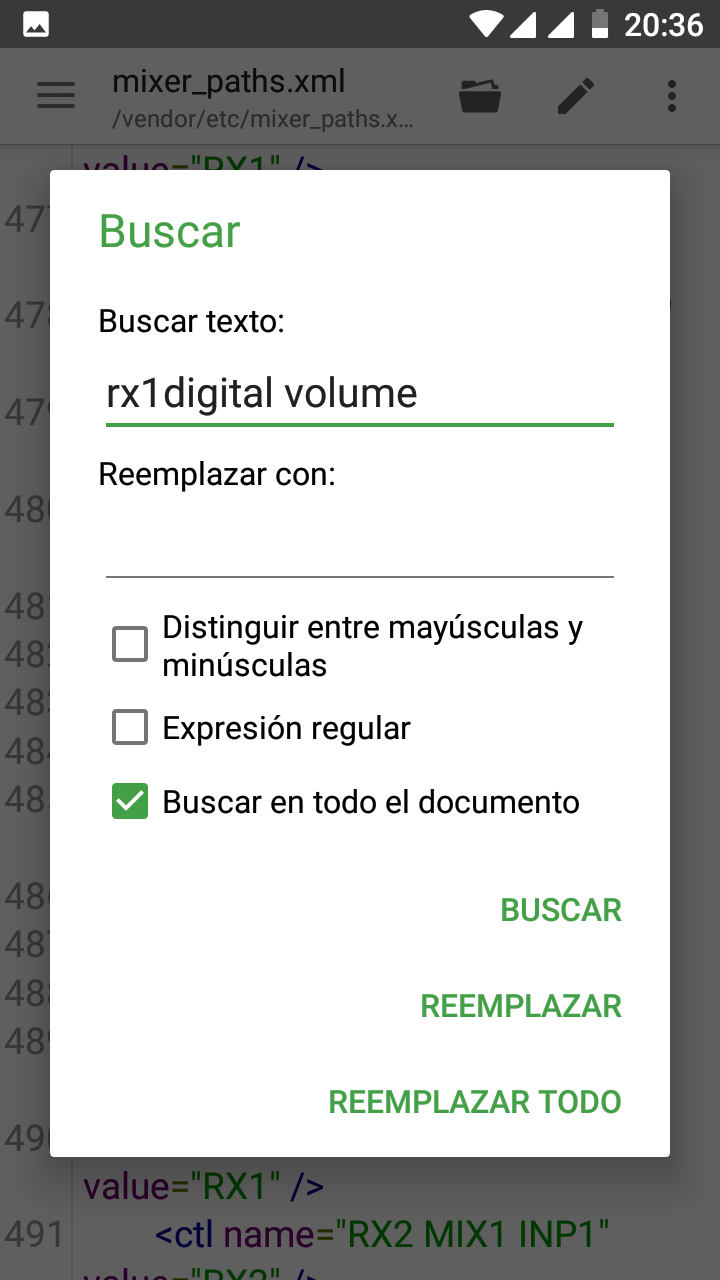 20:36
mixer_paths.xml
/vendor/etc/mixer_paths.x...
value="RX1" />
477
478
479
Buscar
Buscar texto:
rx1digital volume
Reemplazar con:
480
481
482
Distinguir entre mayúsculas y
minúsculas
483
Expresión regular
484
485
Buscar en todo el documento
486
BUSCAR
487
488
REEMPLAZAR
489
REEMPLAZAR TODO
490
value="RX1" />
491 <ctl name="RX2 MIX1 INP1"
value="RX2" />